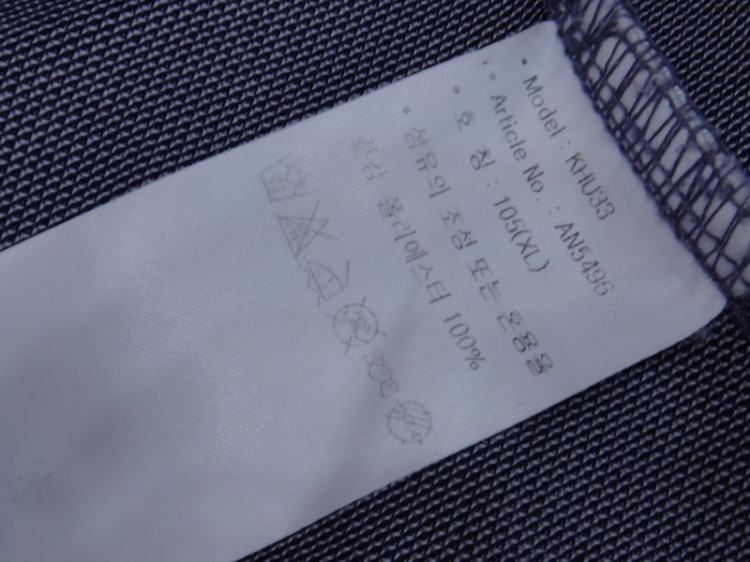 • Model : KHU33
• Article No. : AN5496
• 호 칭 : 105(XL)
• 섬유의 조성 또는 혼용율
겉감 폴리에스터 100%